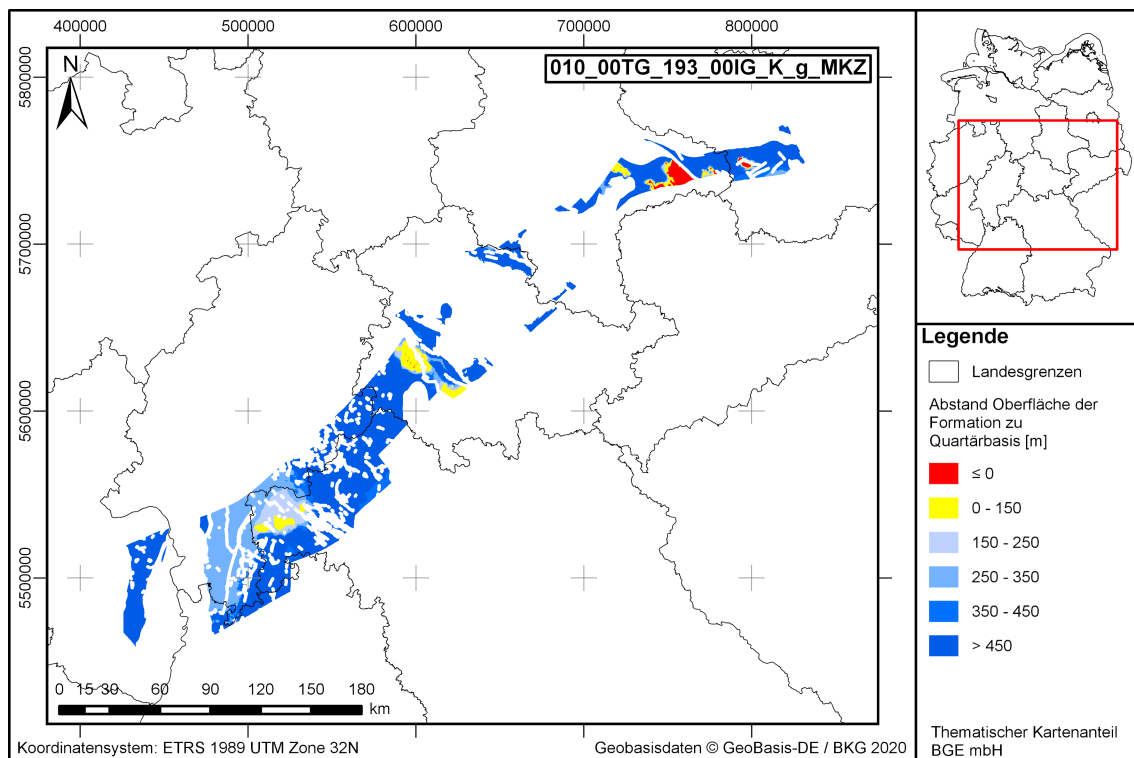 400000 500000 600000 700000 800000
010_00TG_193_00IG_K_g_MKZ
N
5800000
5700000
5600000
5500000
0 15 30 60 90 120 150 180
km
Koordinatensystem: ETRS 1989 UTM Zone 32N
Geobasisdaten © GeoBasis-DE / BKG 2020
Legende
Landesgrenzen
Abstand Oberfläche der
Formation zu
Quartärbasis [m]
≤ 0
0 - 150
150 - 250
250 - 350
350 - 450
> 450
Thematischer Kartenanteil
BGE mbH